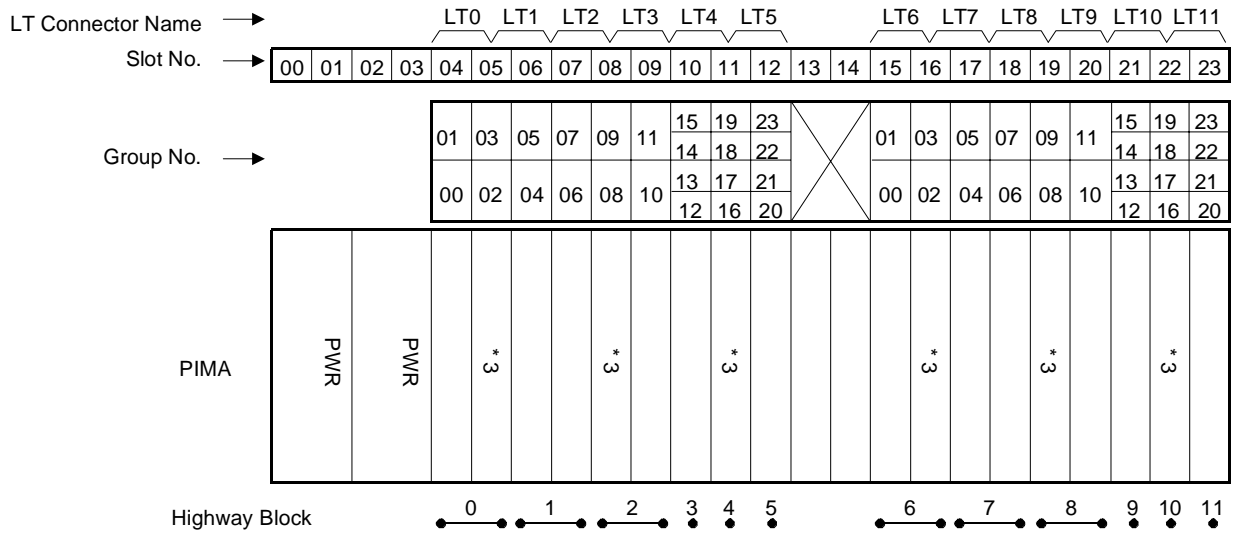 LT Connector Name LT0 LT1 LT2 LT3 LT4 LT5 LT6 LT7 LT8 LT9 LT10 LT11
Slot No. 00 01 02 03 04 05 06 07 08 09 10 11 12 13 14 15 16 17 18 19 20 21 22 23
15 19 23 15 19 23
01 03 05 07 09 11 01 03 05 07 09 11
14 18 22 14 18 22
Group No.
13 17 21 13 17 21
00 02 04 06 08 10 00 02 04 06 08 10
12 16 20 12 16 20
PIMA PWR PWR *3 *3 *3 *3 *3 *3
Highway Block 0 1 2 3 4 5 6 7 8 9 10 11